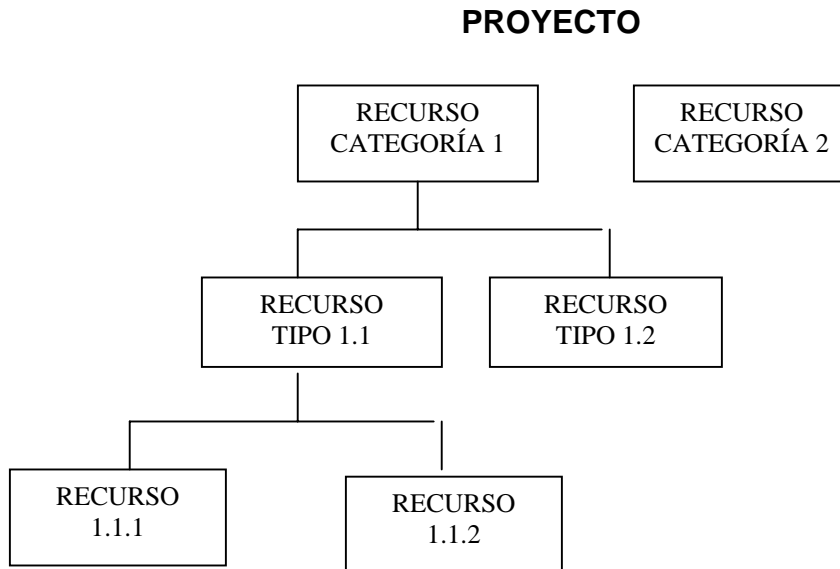 PROYECTO
RECURSO
CATEGORÍA 1
RECURSO
CATEGORÍA 2
RECURSO
TIPO 1.1
RECURSO
TIPO 1.2
RECURSO
1.1.1
RECURSO
1.1.2